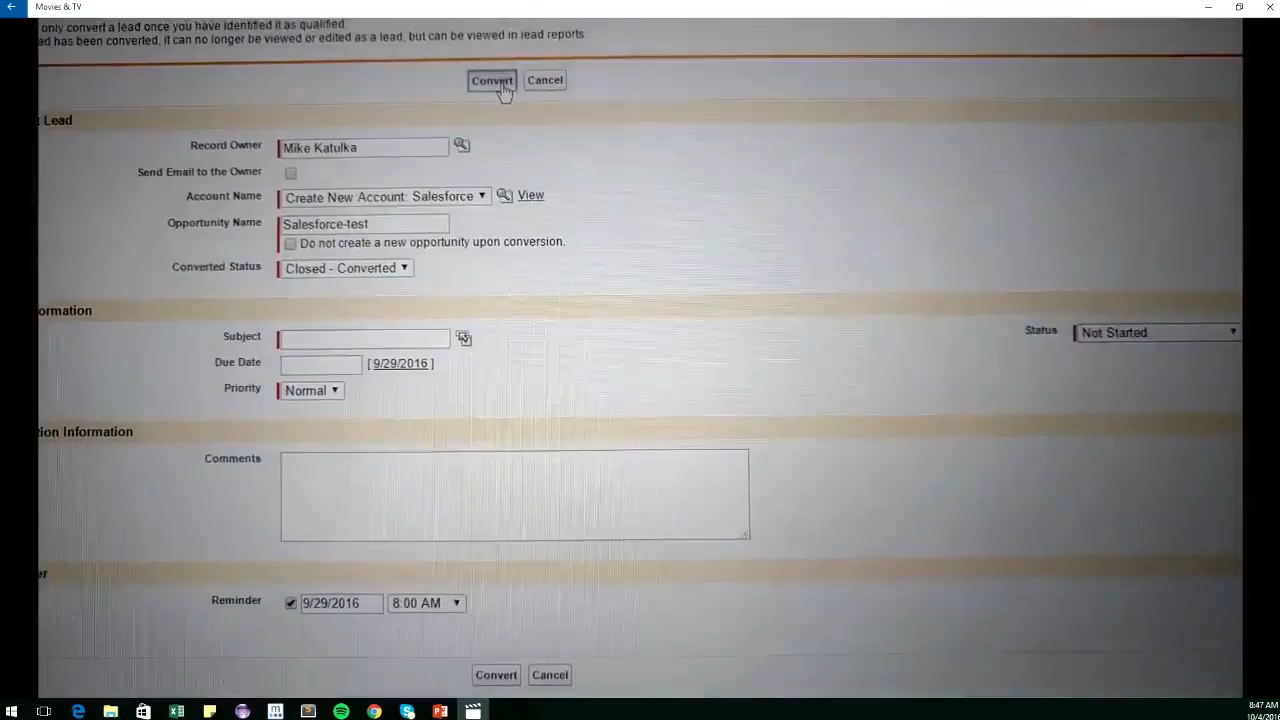 Movies & TV
only convert a lead once you have identified it as qualified
ad has been converted, it can no longer be viewed or edited as a lead, but can be viewed in lead reports
Convert Cancel
t Lead
Record Owner Mike Katulka
Send Email to the Owner
Account Name Create New Account: Salesforce View
Opportunity Name Salesforce-test
Do not create a new opportunity upon conversion.
Converted Status Closed - Converted
ormation
Subject Status Not Started
Due Date [ 9/29/2016 ]
Priority Normal
ion Information
Comments
er
Reminder 9/29/2016 8:00 AM
Convert Cancel
8:47 AM
10/4/2016